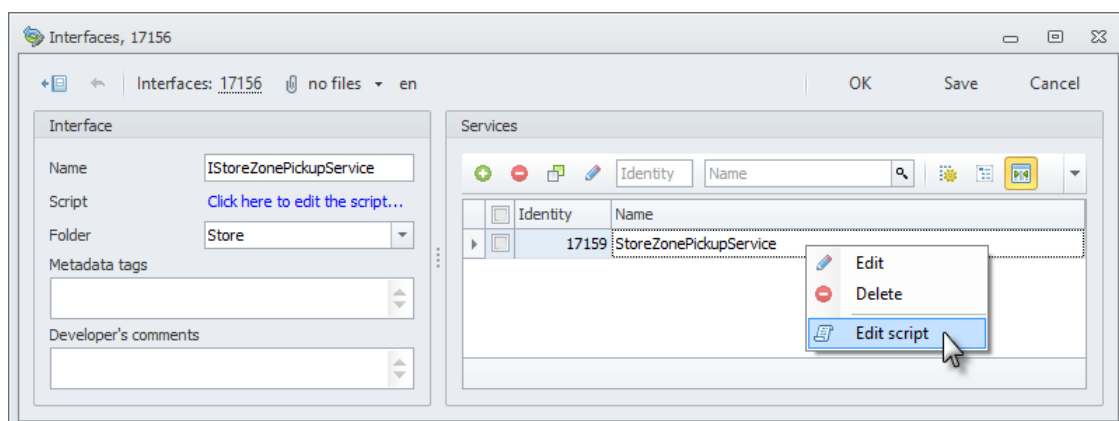 Interfaces, 17156
Interfaces: 17156 no files en OK Save Cancel
Interface
Name IStoreZonePickupService
Script Click here to edit the script...
Folder Store
Metadata tags
Developer's comments
Services
Identity Name
Identity Name
17159 StoreZonePickupService
Edit
Delete
Edit script